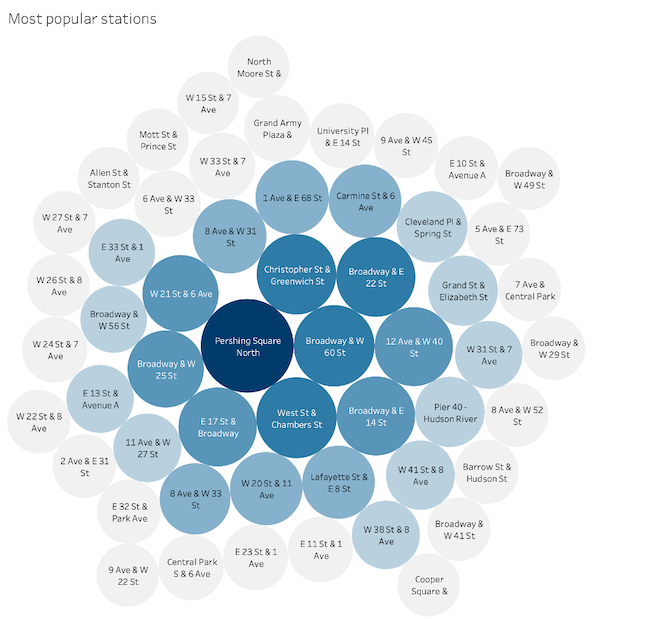 Most popular stations
North
Moore St &
W 15 St & 7
Ave
Grand Army
Plaza &
University Pl
& E 14 St
Mott St &
Prince St
9 Ave & W 45
St
W 33 St & 7
Ave
E 10 St &
Avenue A
Allen St &
Stanton St
Broadway &
W 49 St
1 Ave & E 68 St
Carmine St & 6
Ave
6 Ave & W 33
St
W 27 St & 7
Ave
Cleveland Pl &
Spring St
5 Ave & E 73
St
8 Ave & W 31
St
E 33 St & 1
Ave
Christopher St &
Greenwich St
Broadway & E
22 St
W 26 St & 8
Ave
W 21 St & 6 Ave
Grand St &
Elizabeth St
7 Ave &
Central Park
Broadway &
W 56 St
Pershing Square
North
Broadway & W
60 St
12 Ave & W 40
St
W 24 St & 7
Ave
W 31 St & 7
Ave
Broadway &
W 29 St
Broadway & W
25 St
E 13 St &
Avenue A
West St &
Chambers St
Broadway & E
14 St
Pier 40 -
Hudson River
8 Ave & W 52
St
W 22 St & 8
Ave
E 17 St &
Broadway
11 Ave & W
27 St
2 Ave & E 31
St
W 41 St & 8
Ave
Barrow St &
Hudson St
8 Ave & W 33
St
W 20 St & 11
Ave
Lafayette St &
E 8 St
E 32 St &
Park Ave
W 38 St & 8
Ave
Broadway &
W 41 St
E 11 St & 1
Ave
E 23 St & 1
Ave
Central Park
S & 6 Ave
9 Ave & W
22 St
Cooper
Square &